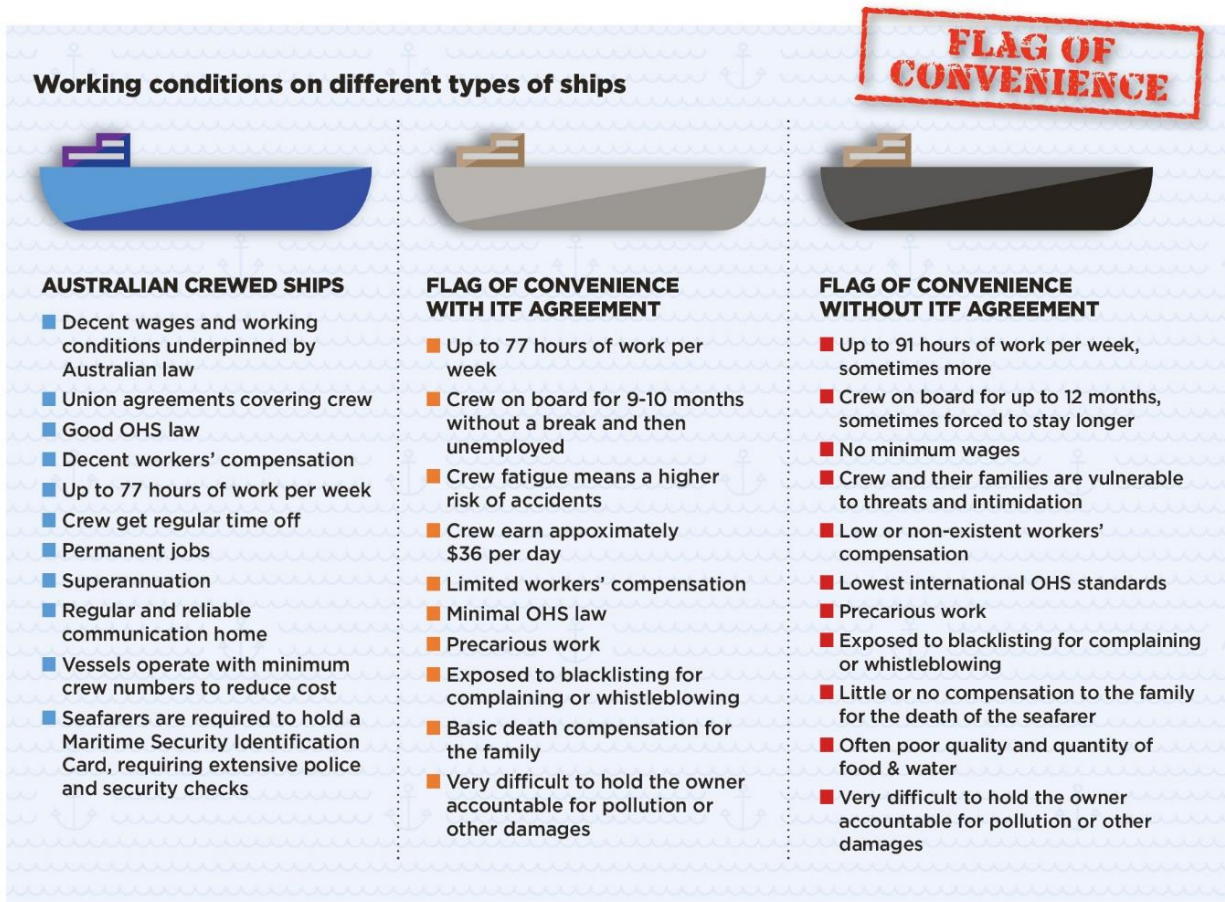 FLAG OF
CONVENIENCE
Working conditions on different types of ships
AUSTRALIAN CREWED SHIPS
Decent wages and working
conditions underpinned by
Australian law
Union agreements covering crew
Good OHS law
Decent workers' compensation
Up to 77 hours of work per week
Crew get regular time off
Permanent jobs
Superannuation
Regular and reliable
communication home
Vessels operate with minimum
crew numbers to reduce cost
Seafarers are required to hold a
Maritime Security Identification
Card, requiring extensive police
and security checks
FLAG OF CONVENIENCE
WITH ITF AGREEMENT
Up to 77 hours of work per
week
Crew on board for 9-10 months
without a break and then
unemployed
Crew fatigue means a higher
risk of accidents
Crew earn appoximately
$36 per day
Limited workers' compensation
Minimal OHS law
Precarious work
Exposed to blacklisting for
complaining or whistleblowing
Basic death compensation for
the family
Very difficult to hold the owner
accountable for pollution or
other damages
FLAG OF CONVENIENCE
WITHOUT ITF AGREEMENT
Up to 91 hours of work per week,
sometimes more
Crew on board for up to 12 months,
sometimes forced to stay longer
No minimum wages
Crew and their families are vulnerable
to threats and intimidation
Low or non-existent workers'
compensation
Lowest international OHS standards
Precarious work
Exposed to blacklisting for complaining
or whistleblowing
Little or no compensation to the family
for the death of the seafarer
Often poor quality and quantity of
food & water
Very difficult to hold the owner
accountable for pollution or other
damages